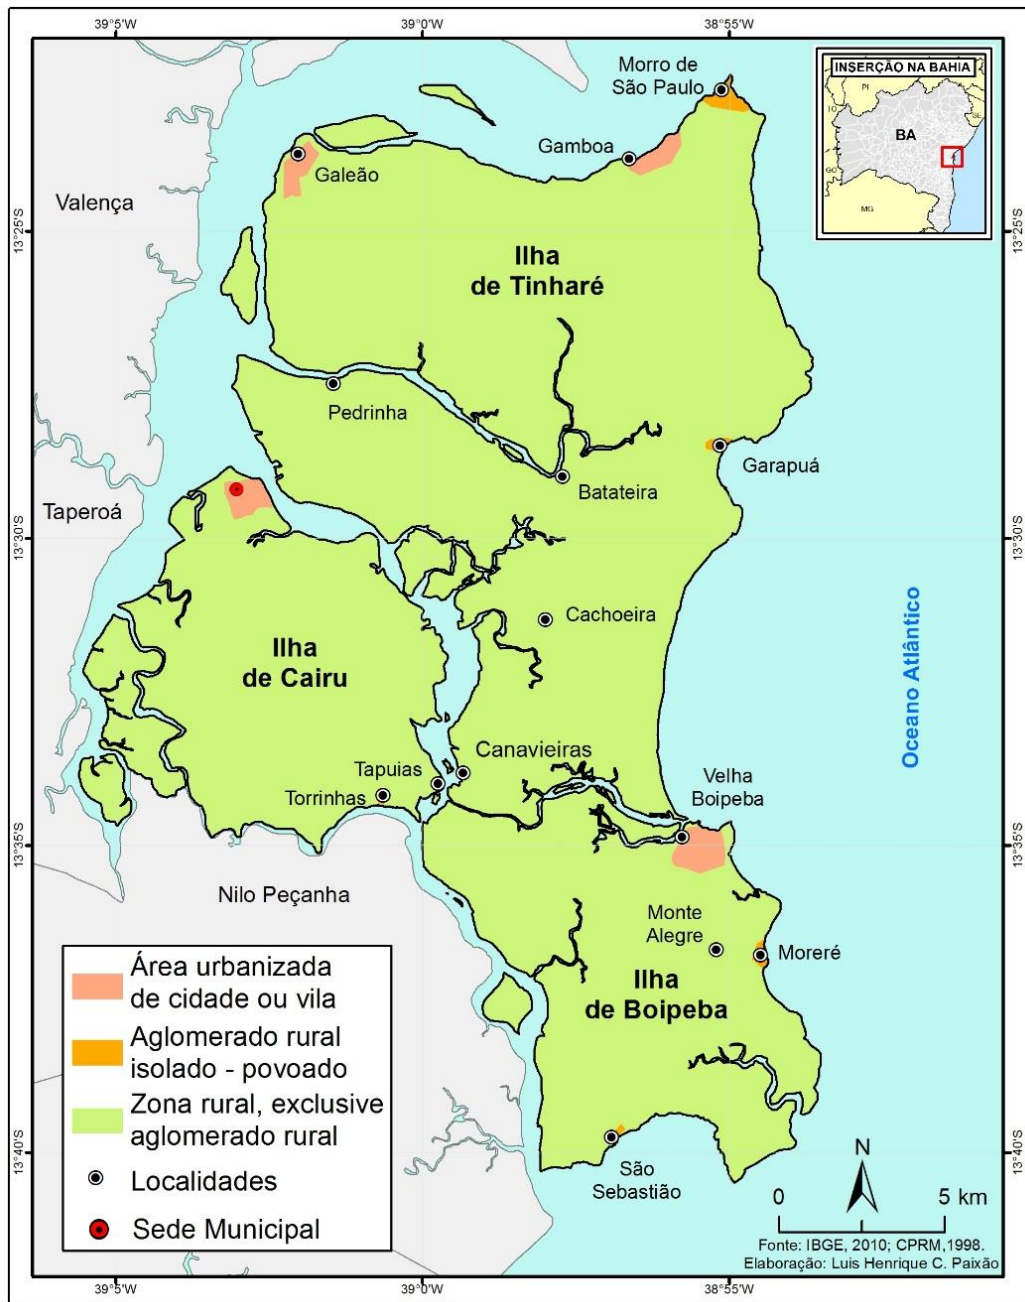 39°5'W
39°0'W
38°55'W
Morro de
São Paulo
INSERÇÃO NA BAHIA
PI
TO
SE
BA
GO
MG
Gamboa
Galeão
Valença
13°25'S
13°25'S
Ilha
de Tinharé
Pedrinha
Garapuá
Batateira
Taperoá
13°30'S
13°30'S
Cachoeira
Ilha
de Cairu
Oceano Atlântico
Canavieiras
Tapuias
Torrinhas
Velha
Boipeba
13°35'S
13°35'S
Nilo Peçanha
Monte
Alegre
Moreré
Ilha
de Boipeba
Área urbanizada
de cidade ou vila
Aglomerado rural
isolado - povoado
Zona rural, exclusive
aglomerado rural
Localidades
Sede Municipal
13°40'S
13°40'S
São
Sebastião
N
0
5 km
Fonte: IBGE, 2010; CPRM,1998.
Elaboração: Luis Henrique C. Paixão
39°5'W
39°0'W
38°55'W